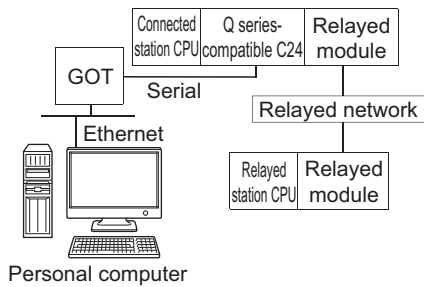 Connected
station CPU
Q series-
compatible C24
Relayed
module
GOT
Serial
Relayed network
Ethernet
Relayed
station CPU
Relayed
module
Personal computer